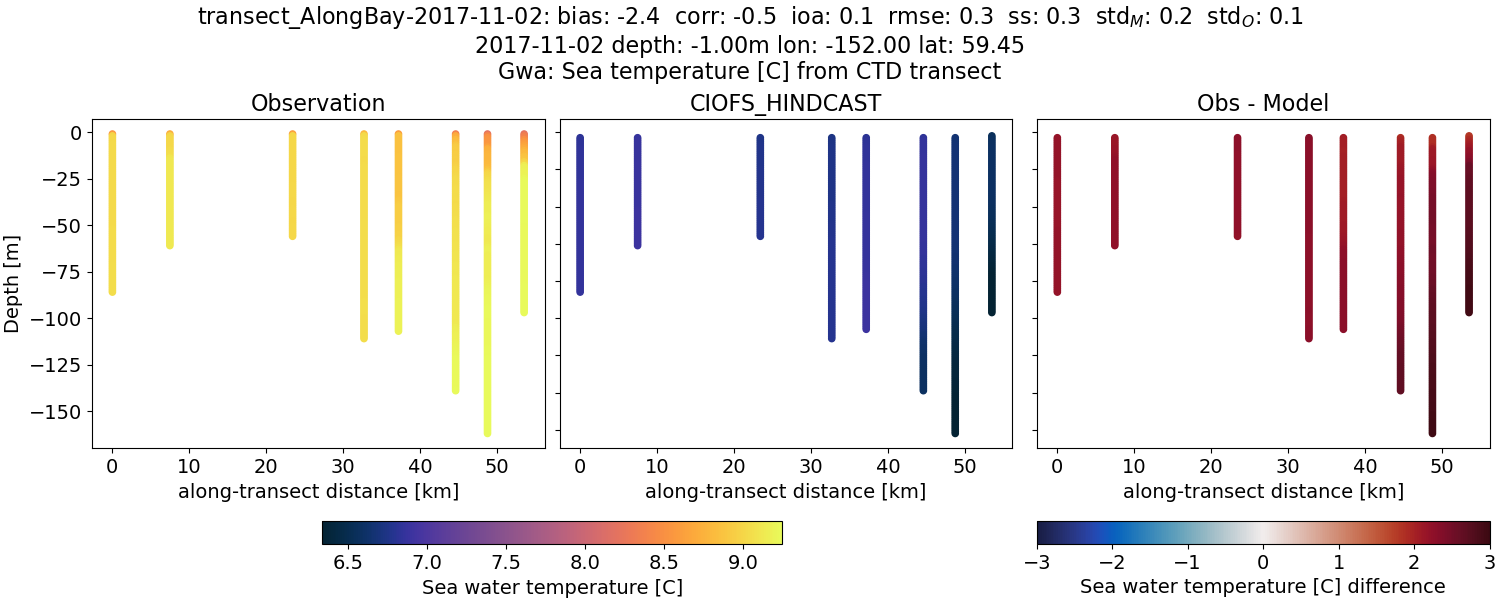 transect_AlongBay-2017-11-02: bias: -2.4  corr: -0.5  ioa: 0.1  rmse: 0.3  ss: 0.3  std_M: 0.2  std_O: 0.1
2017-11-02 depth: -1.00m lon: -152.00 lat: 59.45
Gwa: Sea temperature [C] from CTD transect
Observation
CIOFS_HINDCAST
Obs - Model
Depth [m]
0
−25
−50
−75
−100
−125
−150
0 10 20 30 40 50
0 10 20 30 40 50
0 10 20 30 40 50
along-transect distance [km]
along-transect distance [km]
along-transect distance [km]
6.5 7.0 7.5 8.0 8.5 9.0
Sea water temperature [C]
−3 −2 −1 0 1 2 3
Sea water temperature [C] difference